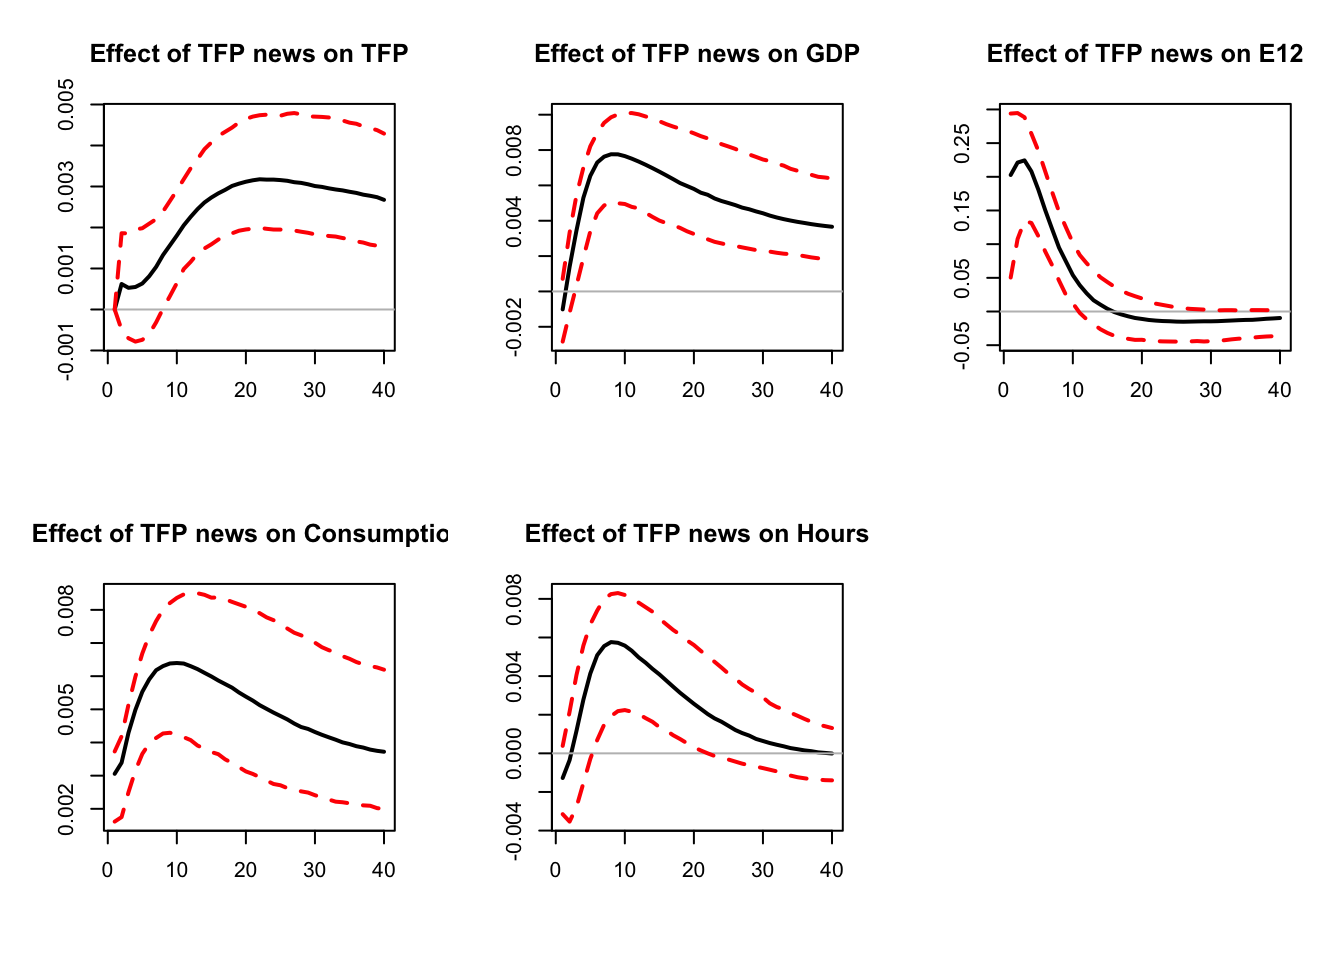 Effect of TFP news on TFP
0.005
0.003
0.001
-0.001
0 10 20 30 40
Effect of TFP news on GDP
0.008
0.004
-0.002
0 10 20 30 40
Effect of TFP news on E12
0.25
0.15
0.05
-0.05
0 10 20 30 40
Effect of TFP news on Consumptio
0.008
0.005
0.002
0 10 20 30 40
Effect of TFP news on Hours
0.008
0.004
0.000
-0.004
0 10 20 30 40